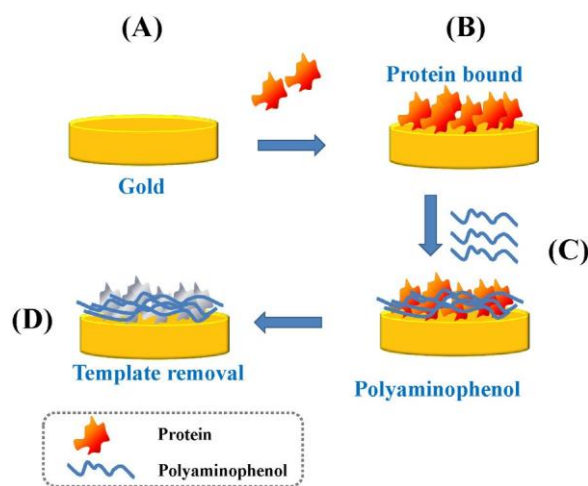 (A)
(B)
Protein bound
Gold
(C)
(D)
Template removal
Polyaminophenol
Protein
Polyaminophenol